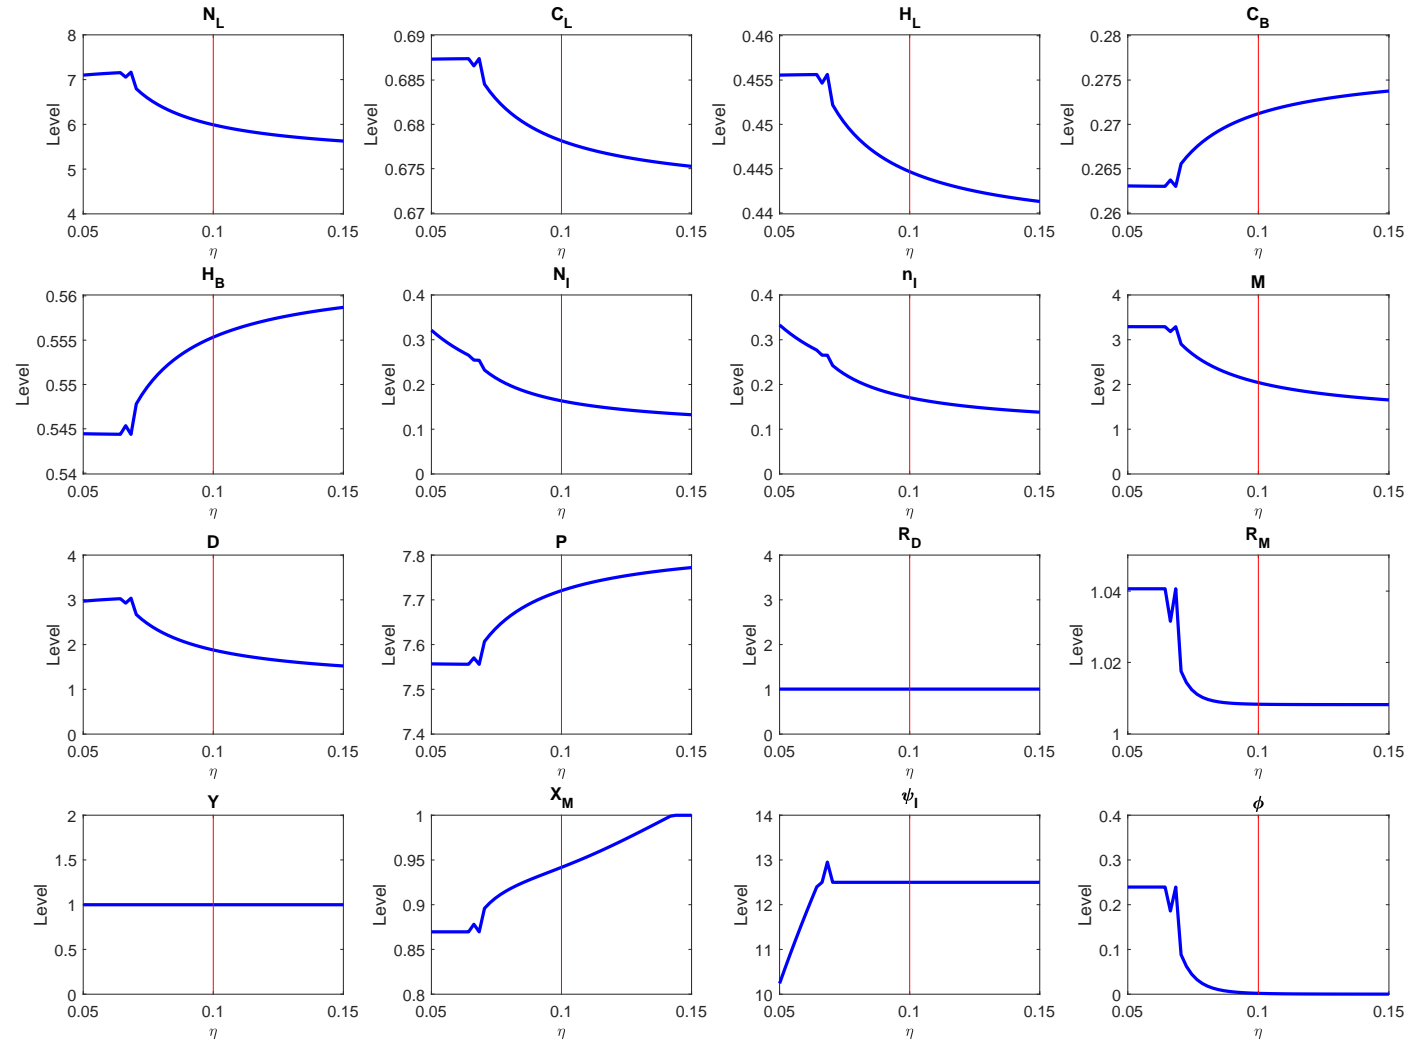 N_L
C_L
H_L
C_B
8
7
6
5
4
Level
0.05 0.1 0.15
η
0.69
0.685
0.68
0.675
0.67
Level
0.05 0.1 0.15
η
0.46
0.455
0.45
0.445
0.44
Level
0.05 0.1 0.15
η
0.28
0.275
0.27
0.265
0.26
Level
0.05 0.1 0.15
η
H_B
N_I
n_I
M
0.56
0.555
0.55
0.545
0.54
Level
0.05 0.1 0.15
η
0.4
0.3
0.2
0.1
0
Level
0.05 0.1 0.15
η
0.4
0.3
0.2
0.1
0
Level
0.05 0.1 0.15
η
4
3
2
1
0
Level
0.05 0.1 0.15
η
D
P
R_D
R_M
4
3
2
1
0
Level
0.05 0.1 0.15
η
7.8
7.7
7.6
7.5
7.4
Level
0.05 0.1 0.15
η
4
3
2
1
0
Level
0.05 0.1 0.15
η
1.04
1.02
1
Level
0.05 0.1 0.15
η
Y
X_M
ψ_I
ϕ
2
1.5
1
0.5
0
Level
0.05 0.1 0.15
η
1
0.95
0.9
0.85
0.8
Level
0.05 0.1 0.15
η
14
13
12
11
10
Level
0.05 0.1 0.15
η
0.4
0.3
0.2
0.1
0
Level
0.05 0.1 0.15
η